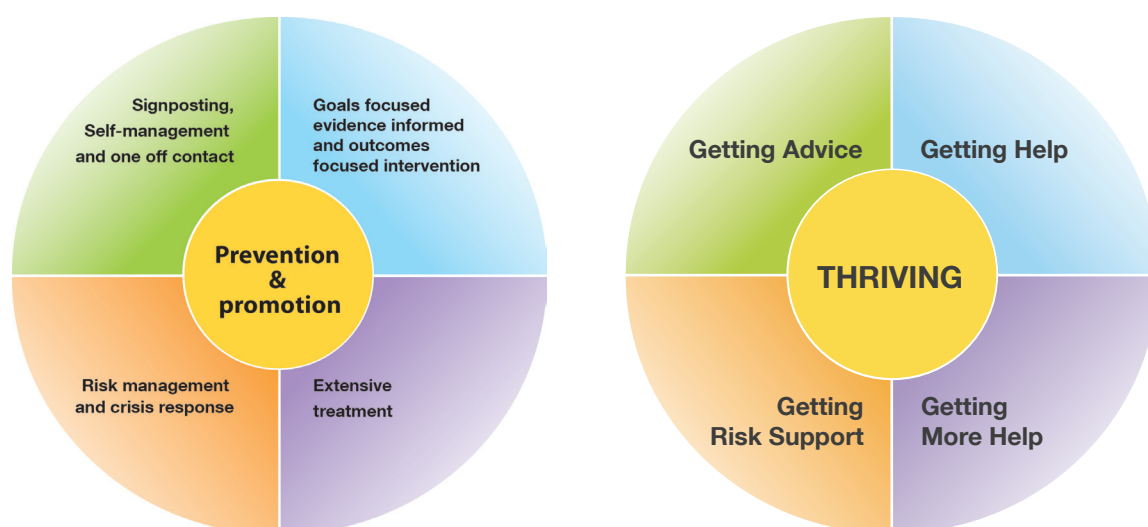 Signposting,
Self-management
and one off contact
Goals focused
evidence informed
and outcomes
focused intervention
Prevention
&
promotion
Risk management
and crisis response
Extensive
treatment
Getting Advice
Getting Help
THRIVING
Getting
Risk Support
Getting
More Help